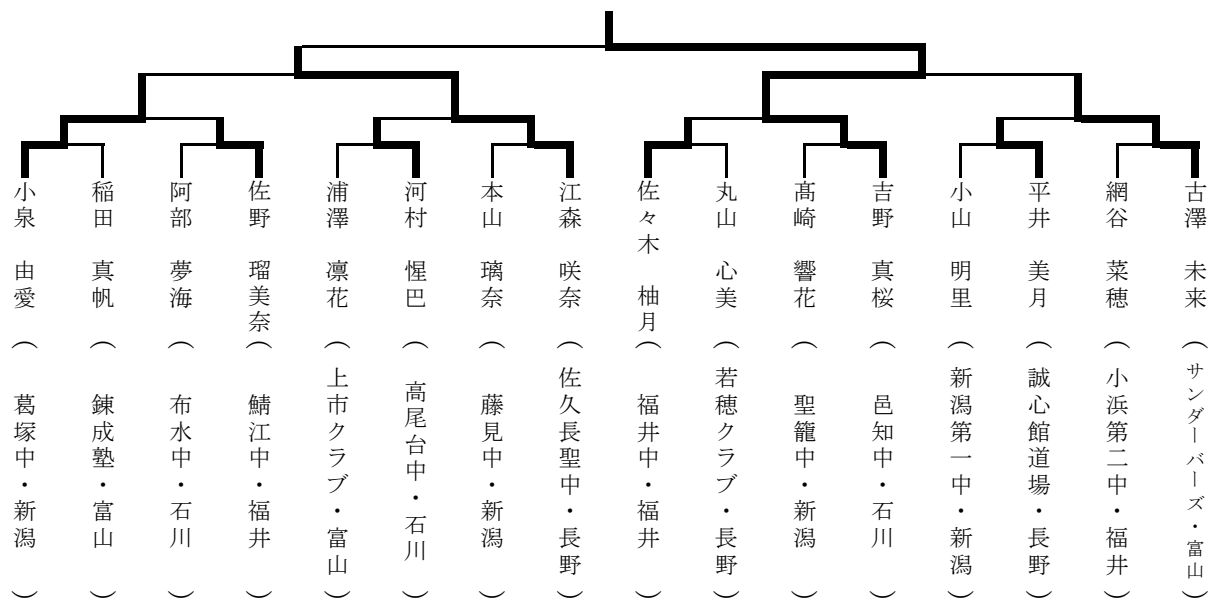 小泉 由愛 （葛塚中・新潟）
稲田 真帆 （錬成塾・富山）
阿部 夢海 （布水中・石川）
佐野 瑠美奈 （鯖江中・福井）
浦澤 凛花 （上市クラブ・富山）
河村 惺巴 （高尾台中・石川）
本山 璃奈 （藤見中・新潟）
江森 咲奈 （佐久長聖中・長野）
佐々木 柚月 （福井中・福井）
丸山 心美 （若穂クラブ・長野）
髙崎 響花 （聖籠中・新潟）
吉野 真桜 （邑知中・石川）
小山 明里 （新潟第一中・新潟）
平井 美月 （誠心館道場・長野）
網谷 菜穂 （小浜第二中・福井）
古澤 未来 （サンダーバーズ・富山）